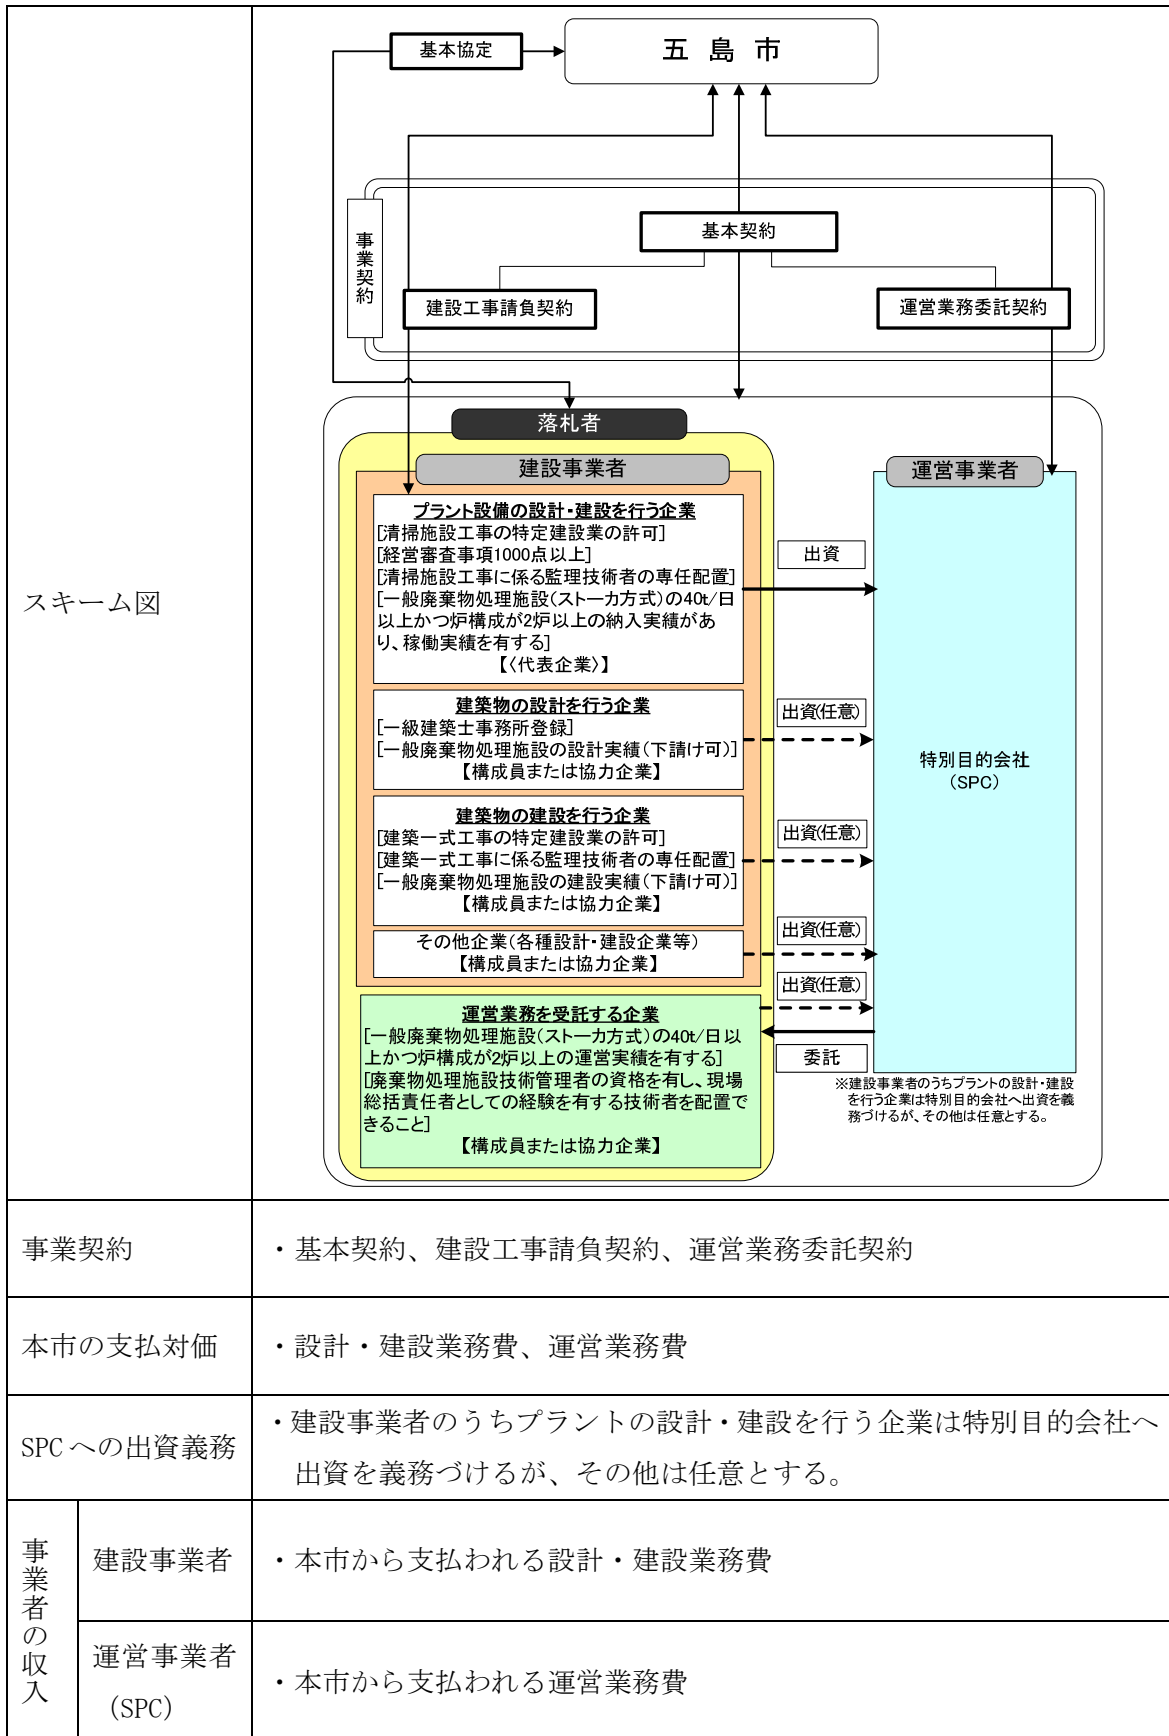 スキーム図
基本協定
五島市
事業契約
基本契約
建設工事請負契約
運営業務委託契約
落札者
建設事業者
プラント設備の設計・建設を行う企業
[清掃施設工事の特定建設業の許可]
[経営審査事項1000点以上]
[清掃施設工事に係る監理技術者の専任配置]
[一般廃棄物処理施設(ストーカ方式)の40t/日
以上かつ炉構成が2炉以上の納入実績があ
り、稼働実績を有する]
【〈代表企業〉】
建築物の設計を行う企業
[一級建築士事務所登録]
[一般廃棄物処理施設の設計実績(下請け可)]
【構成員または協力企業】
建築物の建設を行う企業
[建築一式工事の特定建設業の許可]
[建築一式工事に係る監理技術者の専任配置]
[一般廃棄物処理施設の建設実績(下請け可)]
【構成員または協力企業】
その他企業(各種設計・建設企業等)
【構成員または協力企業】
運営業務を受託する企業
[一般廃棄物処理施設(ストーカ方式)の40t/日以
上かつ炉構成が2炉以上の運営実績を有する]
[廃棄物処理施設技術管理者の資格を有し、現場
総括責任者としての経験を有する技術者を配置で
きること]
【構成員または協力企業】
出資
出資(任意)
出資(任意)
出資(任意)
出資(任意)
委託
運営事業者
特別目的会社
(SPC)
※建設事業者のうちプラントの設計・建設
を行う企業は特別目的会社へ出資を義
務づけるが、その他は任意とする。
事業契約
・基本契約、建設工事請負契約、運営業務委託契約
本市の支払対価
・設計・建設業務費、運営業務費
SPCへの出資義務
・建設事業者のうちプラントの設計・建設を行う企業は特別目的会社へ
出資を義務づけるが、その他は任意とする。
事業者の収入
建設事業者
・本市から支払われる設計・建設業務費
運営事業者
(SPC)
・本市から支払われる運営業務費